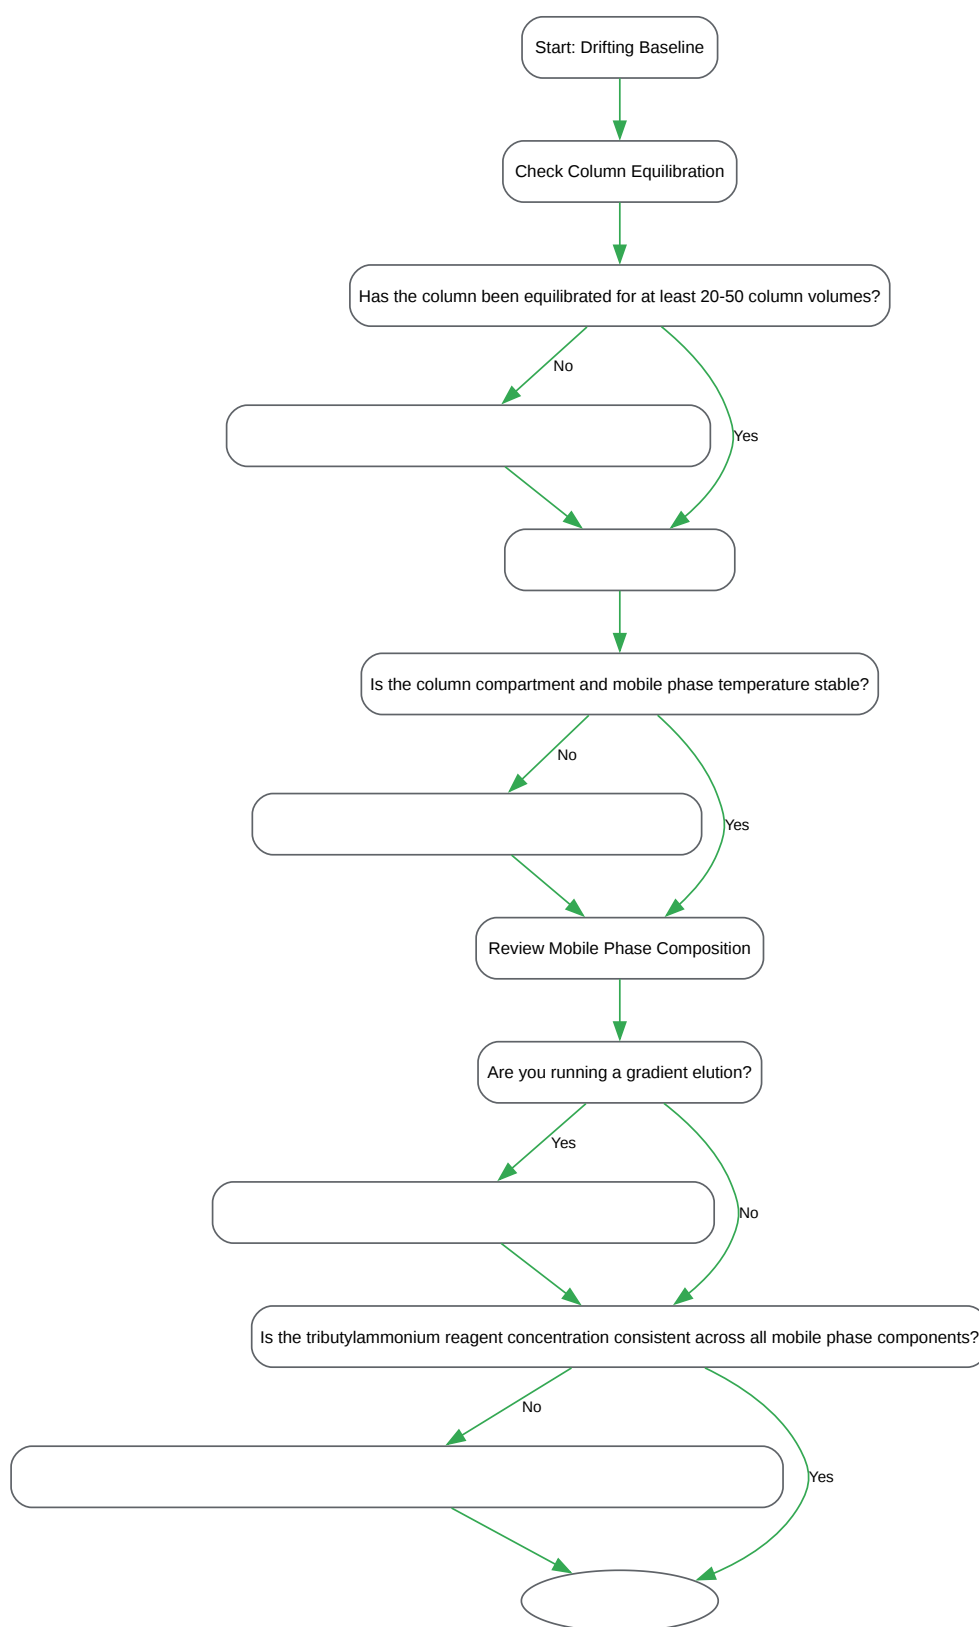 Start: Drifting Baseline
Check Column Equilibration
Has the column been equilibrated for at least 20-50 column volumes?
No
Yes
Is the column compartment and mobile phase temperature stable?
No
Yes
Review Mobile Phase Composition
Are you running a gradient elution?
Yes
No
Is the tributylammonium reagent concentration consistent across all mobile phase components?
No
Yes